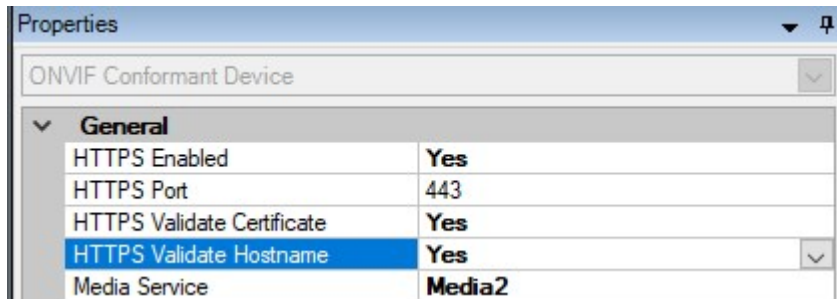 Properties
ONVIF Conformant Device
General
HTTPS Enabled Yes
HTTPS Port 443
HTTPS Validate Certificate Yes
HTTPS Validate Hostname Yes
Media Service Media2